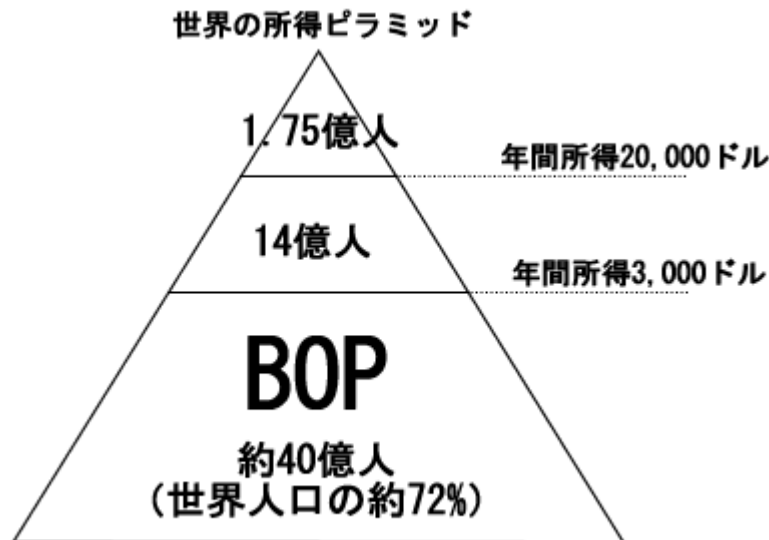 世界の所得ピラミッド
1.75億人
年間所得20,000ドル
14億人
年間所得3,000ドル
BOP
約40億人
(世界人口の約72%)